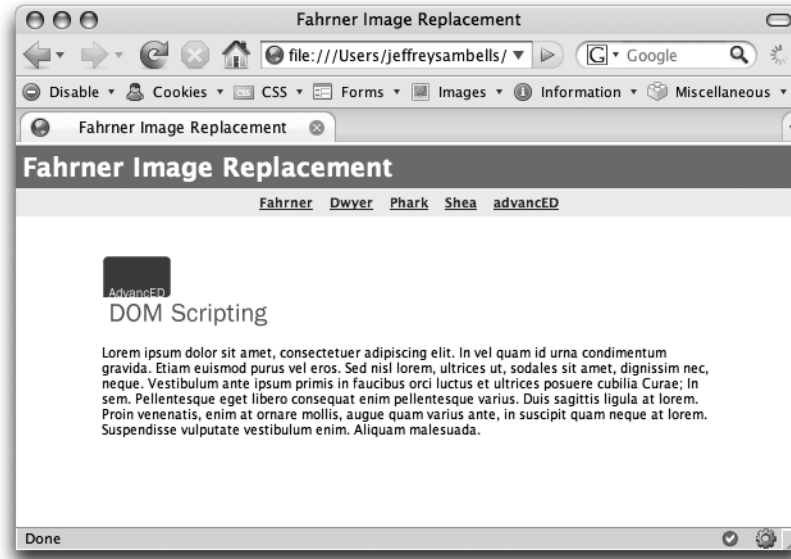 Fahrner Image Replacement
file:///Users/jeffreysambells/
G Google
Disable Cookies CSS Forms Images Information Miscellaneous
Fahrner Image Replacement
Fahrner Image Replacement
Fahrner Dwyer Phark Shea advancED
AdvancED
DOM Scripting
Lorem ipsum dolor sit amet, consectetuer adipiscing elit. In vel quam id urna condimentum
gravida. Etiam euismod purus vel eros. Sed nisl lorem, ultrices ut, sodales sit amet, dignissim nec,
neque. Vestibulum ante ipsum primis in faucibus orci luctus et ultrices posuere cubilia Curae; In
sem. Pellentesque eget libero consequat enim pellentesque varius. Duis sagittis ligula at lorem.
Proin venenatis, enim at ornare mollis, augue quam varius ante, in suscipit quam neque at lorem.
Suspendisse vulputate vestibulum enim. Aliquam malesuada.
Done